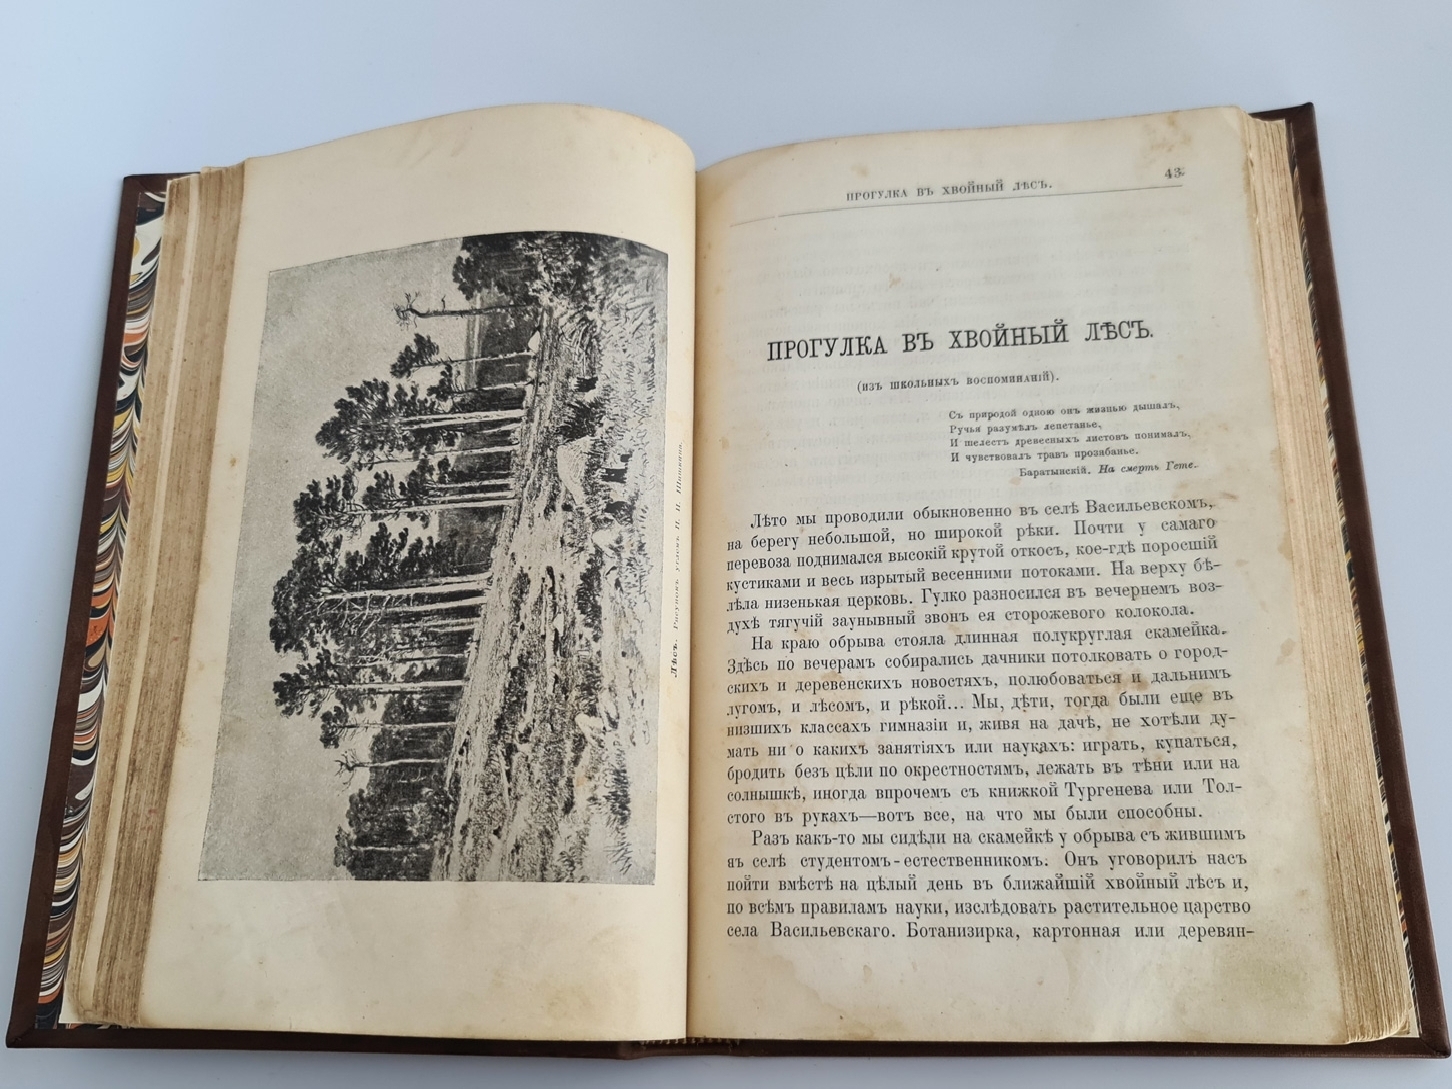 Лѣсъ. Рисунокъ углемъ И. И. Шишкина.
ПРОГУЛКА ВЪ ХВОЙНЫЙ ЛѢСЪ.
43
ПРОГУЛКА ВЪ ХВОЙНЫЙ ЛѢСЪ.
(ИЗЪ ШКОЛЬНЫХЪ ВОСПОМИНАНІЙ).
Съ природой одною онъ жизнью дышалъ,
Ручья разумѣлъ лепетанье,
И шелестъ древесныхъ листовъ понималъ,
И чувствовалъ травъ прозябанье.
Баратынскій. На смерть Гете.
Лѣто мы проводили обыкновенно въ селѣ Васильевскомъ,
на берегу небольшой, но широкой рѣки. Почти у самаго
перевоза поднимался высокій крутой откосъ, кое-гдѣ поросшій
кустиками и весь изрытый весенними потоками. На верху бѣ-
лѣла низенькая церковь. Гулко разносился въ вечернемъ воз-
духѣ тягучій заунывный звонъ ея сторожевого колокола.
На краю обрыва стояла длинная полукруглая скамейка.
Здѣсь по вечерамъ собирались дачники потолковать о город-
скихъ и деревенскихъ новостяхъ, полюбоваться и дальнимъ
лугомъ, и лѣсомъ, и рѣкой... Мы, дѣти, тогда были еще въ
низшихъ классахъ гимназіи и, живя на дачѣ, не хотѣли ду-
мать ни о какихъ занятіяхъ или наукахъ: играть, купаться,
бродить безъ цѣли по окрестностямъ, лежать въ тѣни или на
солнышкѣ, иногда впрочемъ съ книжкой Тургенева или Тол-
стого въ рукахъ—вотъ все, на что мы были способны.
Разъ какъ-то мы сидѣли на скамейкѣ у обрыва съ жившимъ
въ селѣ студентомъ-естественникомъ. Онъ уговорилъ насъ
пойти вмѣстѣ на цѣлый день въ ближайшій хвойный лѣсъ и,
по всѣмъ правиламъ науки, изслѣдовать растительное царство
села Васильевскаго. Ботанизирка, картонная или деревян-